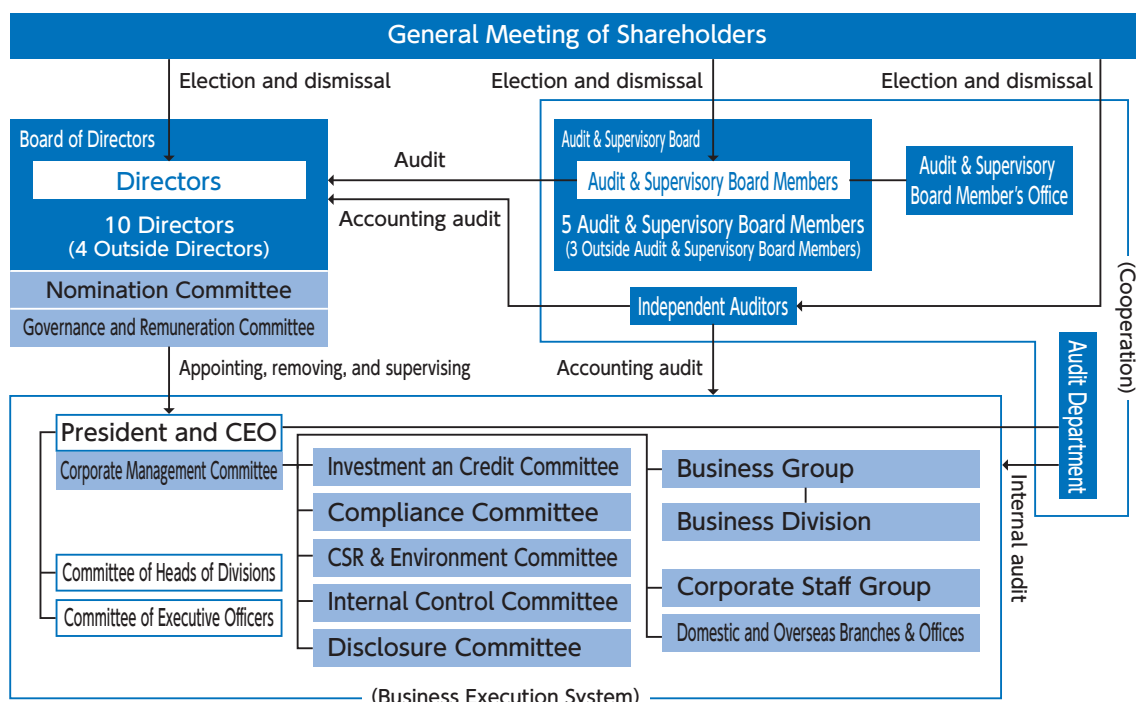 General Meeting of Shareholders
Election and dismissal
Election and dismissal
Election and dismissal
Board of Directors
Directors
10 Directors
(4 Outside Directors)
Nomination Committee
Governance and Remuneration Committee
Audit
Accounting audit
Audit & Supervisory Board
Audit & Supervisory Board Members
5 Audit & Supervisory Board Members
(3 Outside Audit & Supervisory Board Members)
Audit & Supervisory
Board Member's Office
Independent Auditors
(Cooperation)
Appointing, removing, and supervising
Accounting audit
Audit Department
Internal audit
President and CEO
Corporate Management Committee
Committee of Heads of Divisions
Committee of Executive Officers
Investment an Credit Committee
Compliance Committee
CSR & Environment Committee
Internal Control Committee
Disclosure Committee
Business Group
Business Division
Corporate Staff Group
Domestic and Overseas Branches & Offices
(Business Execution System)